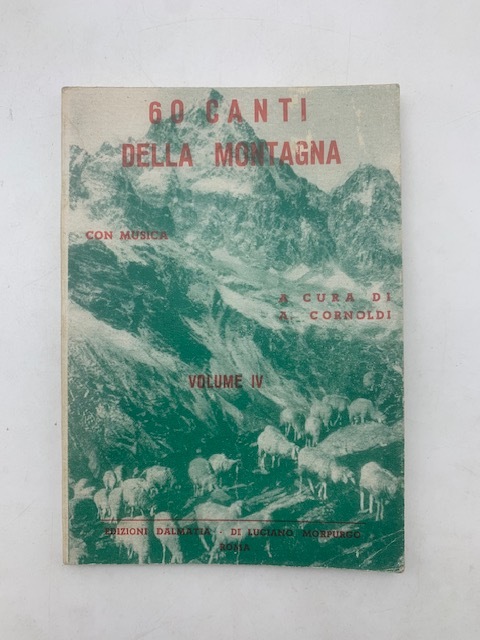 60 CANTI
DELLA MONTAGNA
CON MUSICA
A CURA DI
A. CORNOLDI
VOLUME IV
EDIZIONI DALMATIA - DI LUCIANO MORPURGO
ROMA